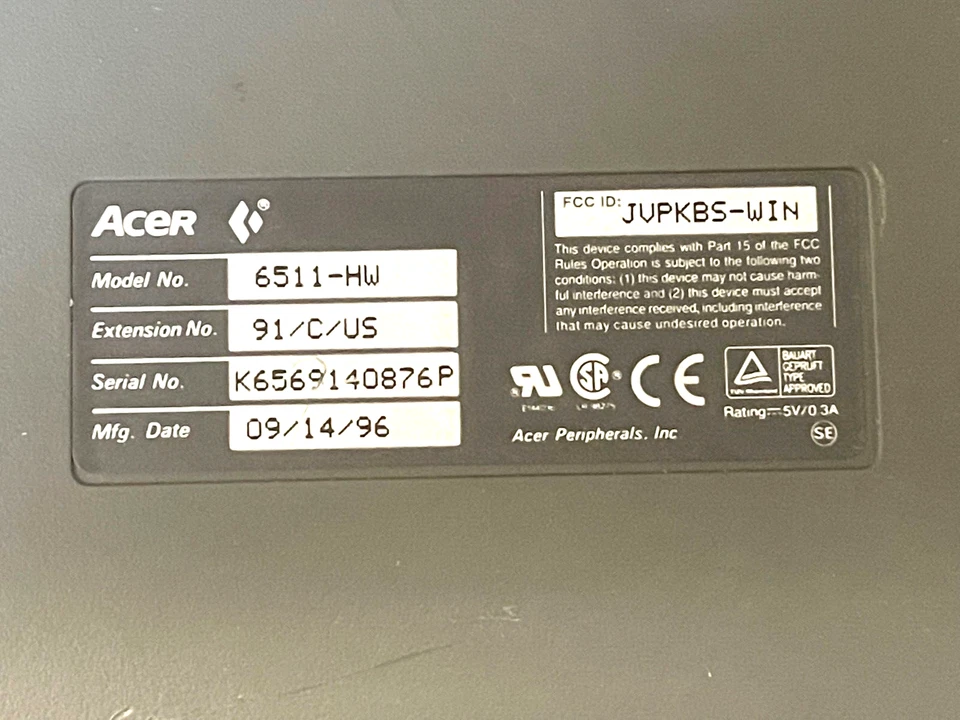 Acer ®
Model No. 6511-HW
Extension No. 91/C/US
Serial No. K6569140876P
Mfg. Date 09/14/96
FCC ID: JVPKBS-WIN
This device complies with Part 15 of the FCC
Rules Operation is subject to the following two
conditions: (1) this device may not cause harm-
ful interference and (2) this device must accept
any interference received, including interference
that may cause undesired operation.
SA ®
CE
BAUART
GEPRUFT
TYPE
APPROVED
Rating 5V/0.3A
Acer Peripherals, Inc
SE